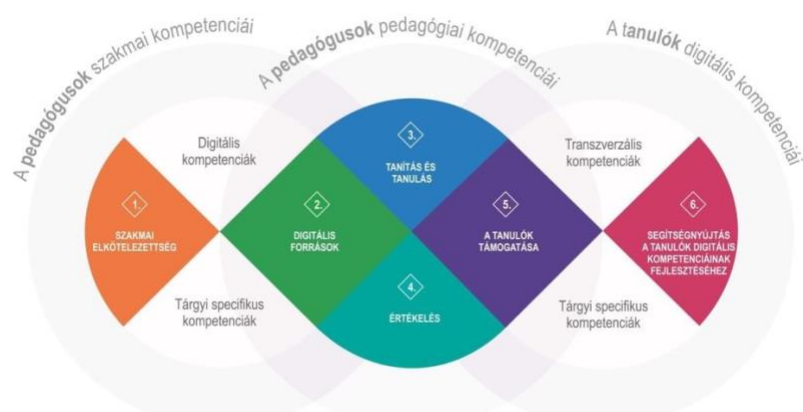 A pedagógusok szakmai kompetenciái
A pedagógusok pedagógiai kompetenciái
A tanulók digitális kompetenciái
Digitális
kompetenciák
3.
TANÍTÁS ÉS
TANULÁS
Transzverzális
kompetenciák
1.
SZAKMAI
ELKÖTELEZETTSÉG
2.
DIGITÁLIS
FORRÁSOK
5.
A TANULÓK
TÁMOGATÁSA
6.
SEGÍTSÉGNYÚJTÁS
A TANULÓK DIGITÁLIS
KOMPETENCIÁINAK
FEJLESZTÉSÉHEZ
Tárgyi specifikus
kompetenciák
4.
ÉRTÉKELÉS
Tárgyi specifikus
kompetenciák